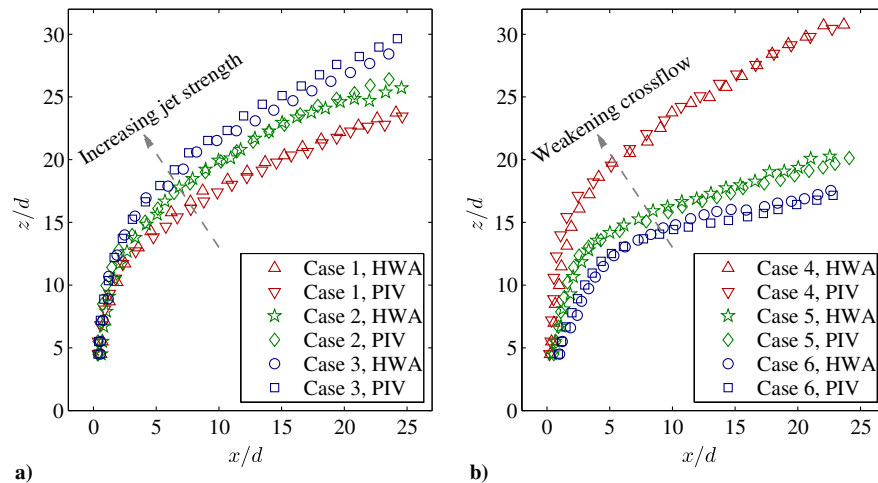 30
25
20
15
10
5
0
z/d
0 5 10 15 20 25
x/d
Increasing jet strength
Case 1, HWA
Case 1, PIV
Case 2, HWA
Case 2, PIV
Case 3, HWA
Case 3, PIV
a)
30
25
20
15
10
5
0
z/d
0 5 10 15 20 25
x/d
Weakening crossflow
Case 4, HWA
Case 4, PIV
Case 5, HWA
Case 5, PIV
Case 6, HWA
Case 6, PIV
b)